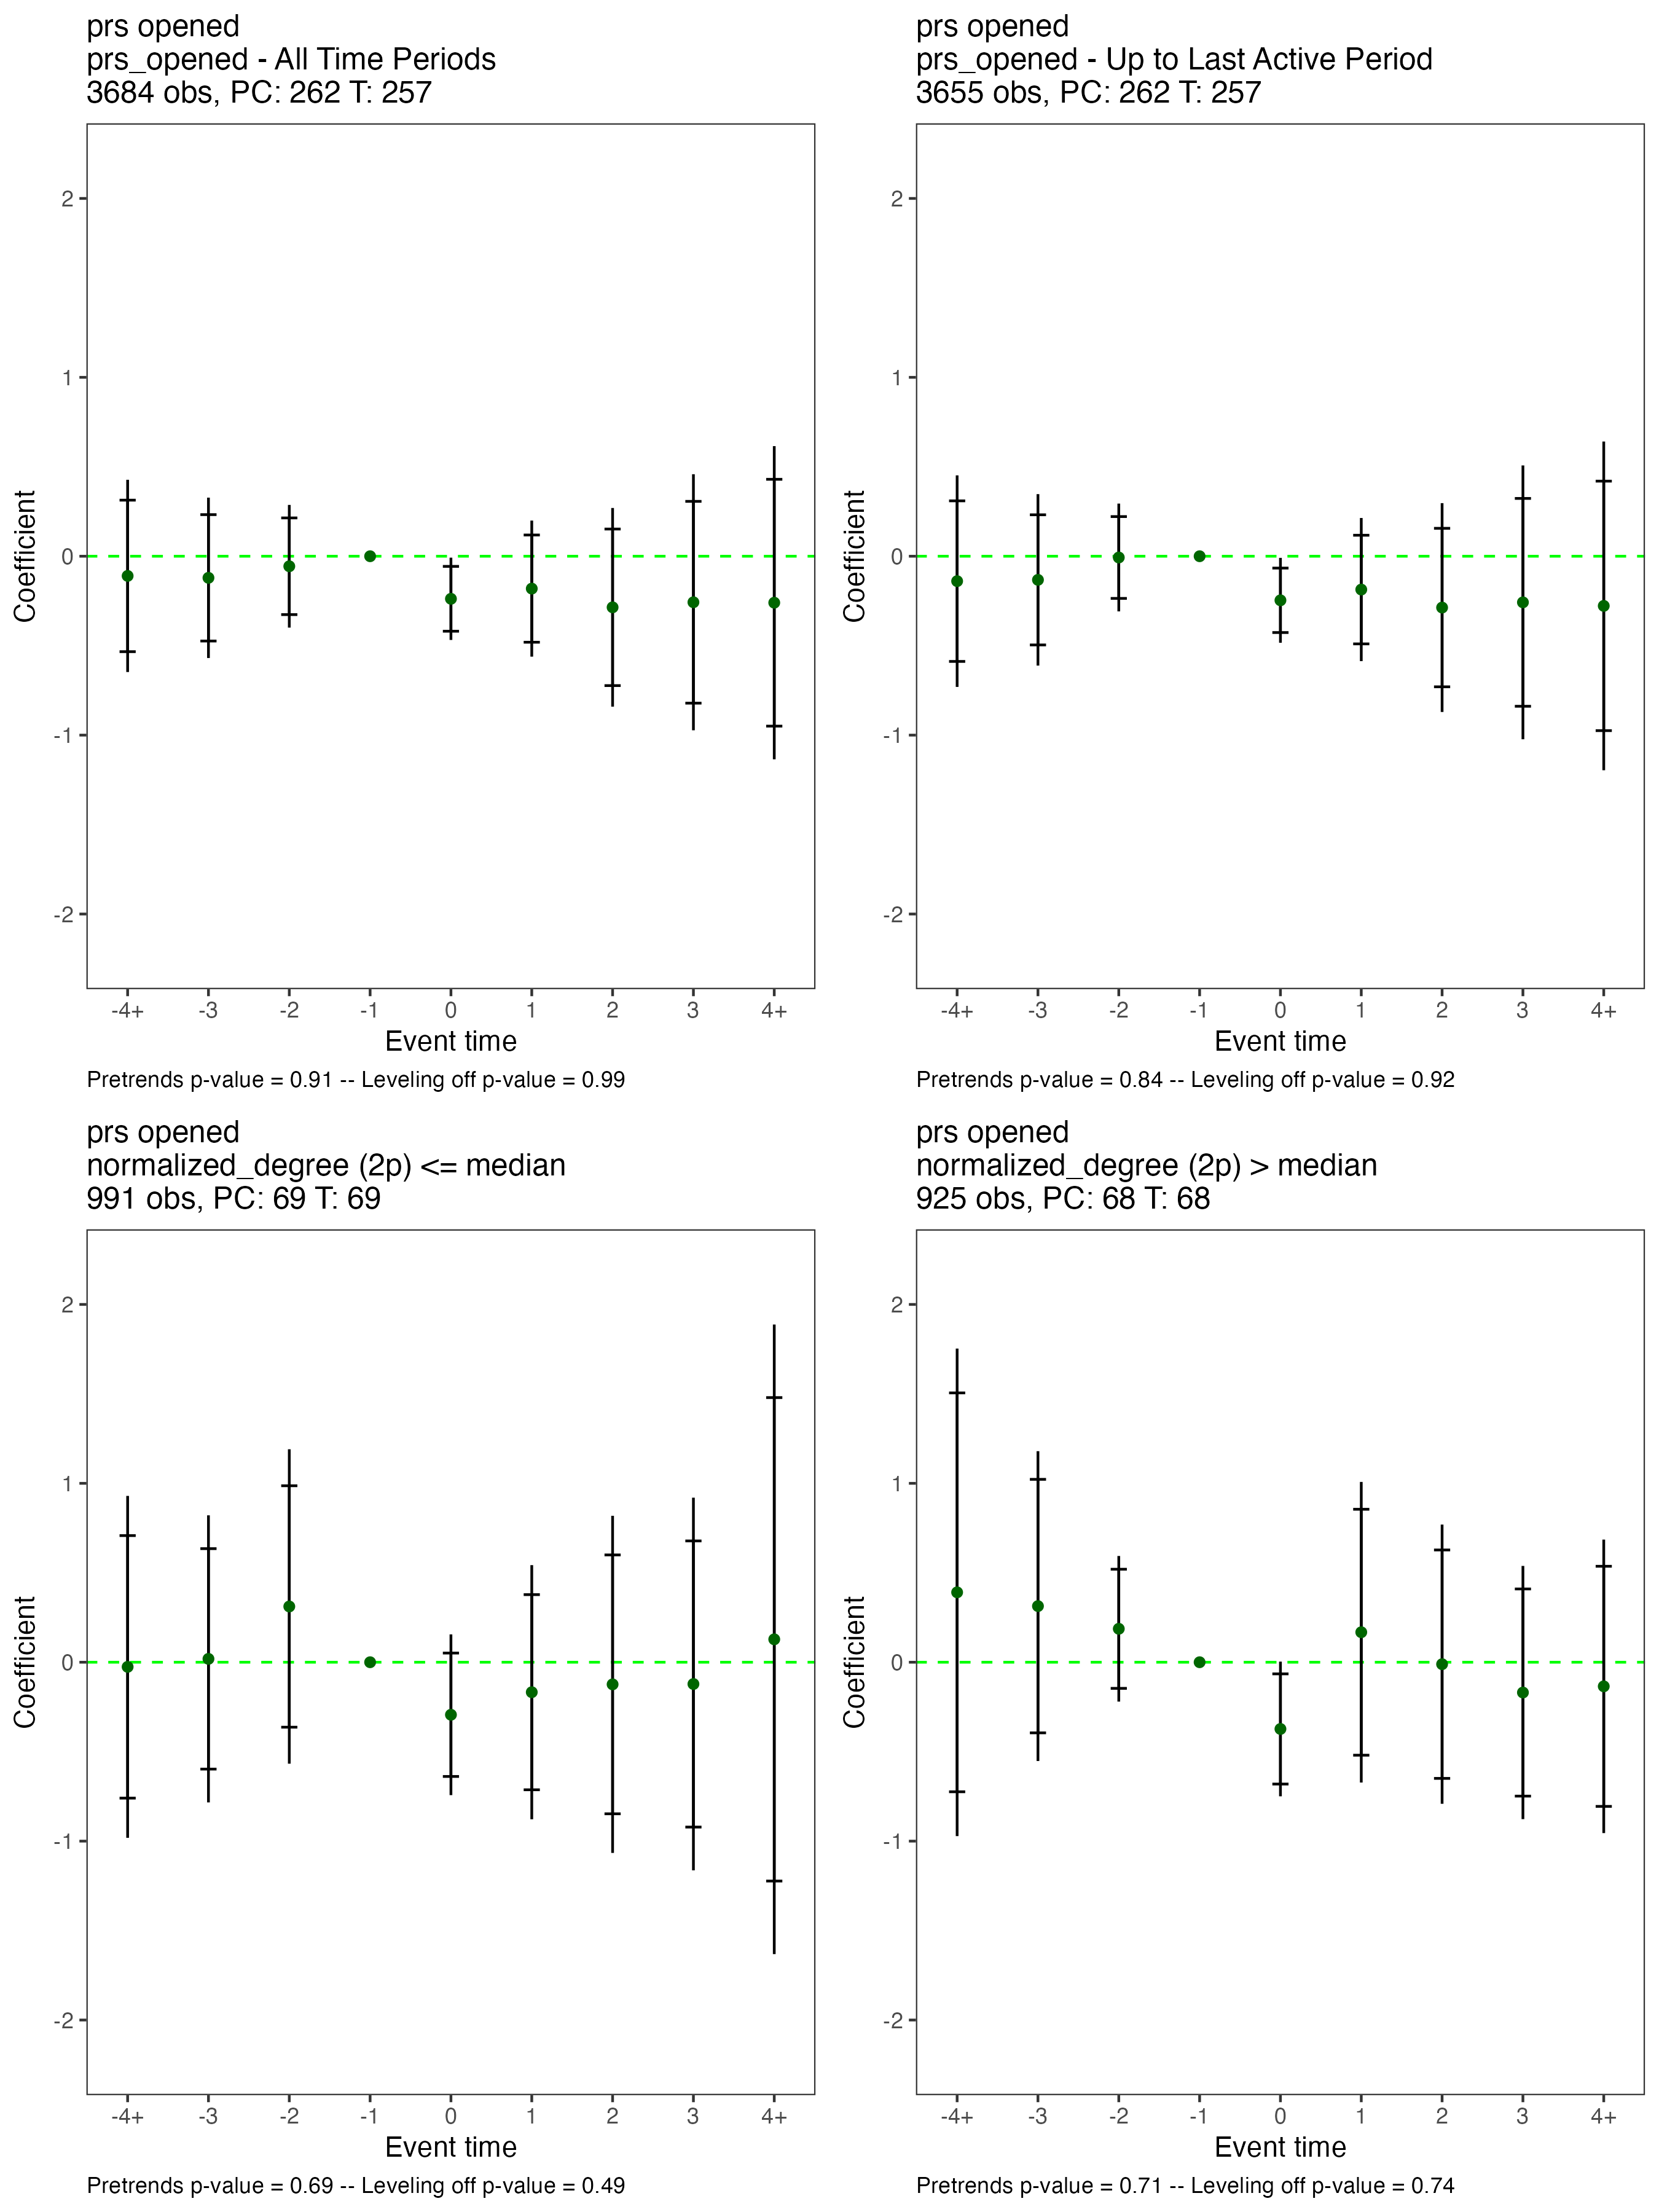 prs opened
prs_opened - All Time Periods
3684 obs, PC: 262 T: 257
Coefficient
2
1
0
-1
-2
-4+ -3 -2 -1 0 1 2 3 4+
Event time
Pretrends p-value = 0.91 -- Leveling off p-value = 0.99
prs opened
prs_opened - Up to Last Active Period
3655 obs, PC: 262 T: 257
Coefficient
2
1
0
-1
-2
-4+ -3 -2 -1 0 1 2 3 4+
Event time
Pretrends p-value = 0.84 -- Leveling off p-value = 0.92
prs opened
normalized_degree (2p) <= median
991 obs, PC: 69 T: 69
Coefficient
2
1
0
-1
-2
-4+ -3 -2 -1 0 1 2 3 4+
Event time
Pretrends p-value = 0.69 -- Leveling off p-value = 0.49
prs opened
normalized_degree (2p) > median
925 obs, PC: 68 T: 68
Coefficient
2
1
0
-1
-2
-4+ -3 -2 -1 0 1 2 3 4+
Event time
Pretrends p-value = 0.71 -- Leveling off p-value = 0.74